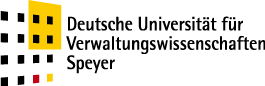 Deutsche Universität für
Verwaltungswissenschaften
Speyer